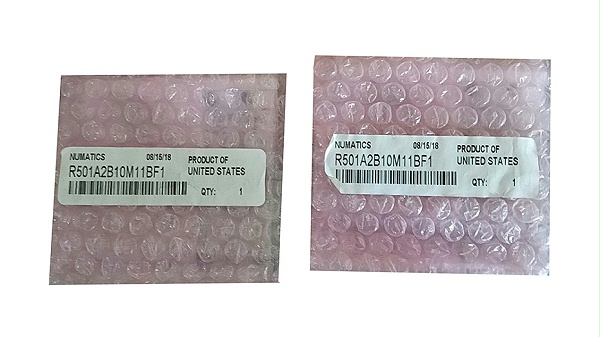 NUMATICS 08/15/18 PRODUCT OF
R501A2B10M11BF1 UNITED STATES
QTY: 1
NUMATICS 08/15/18 PRODUCT OF
R501A2B10M11BF1 UNITED STATES
QTY: 1